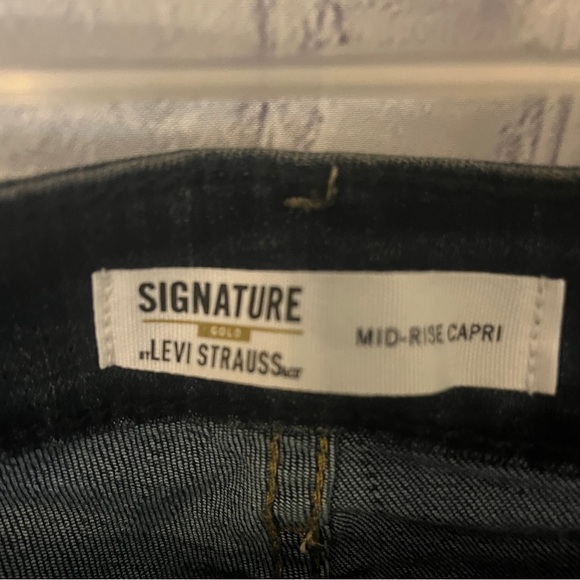 SIGNATURE
GOLD
BY LEVI STRAUSS & CO.
MID-RISE CAPRI